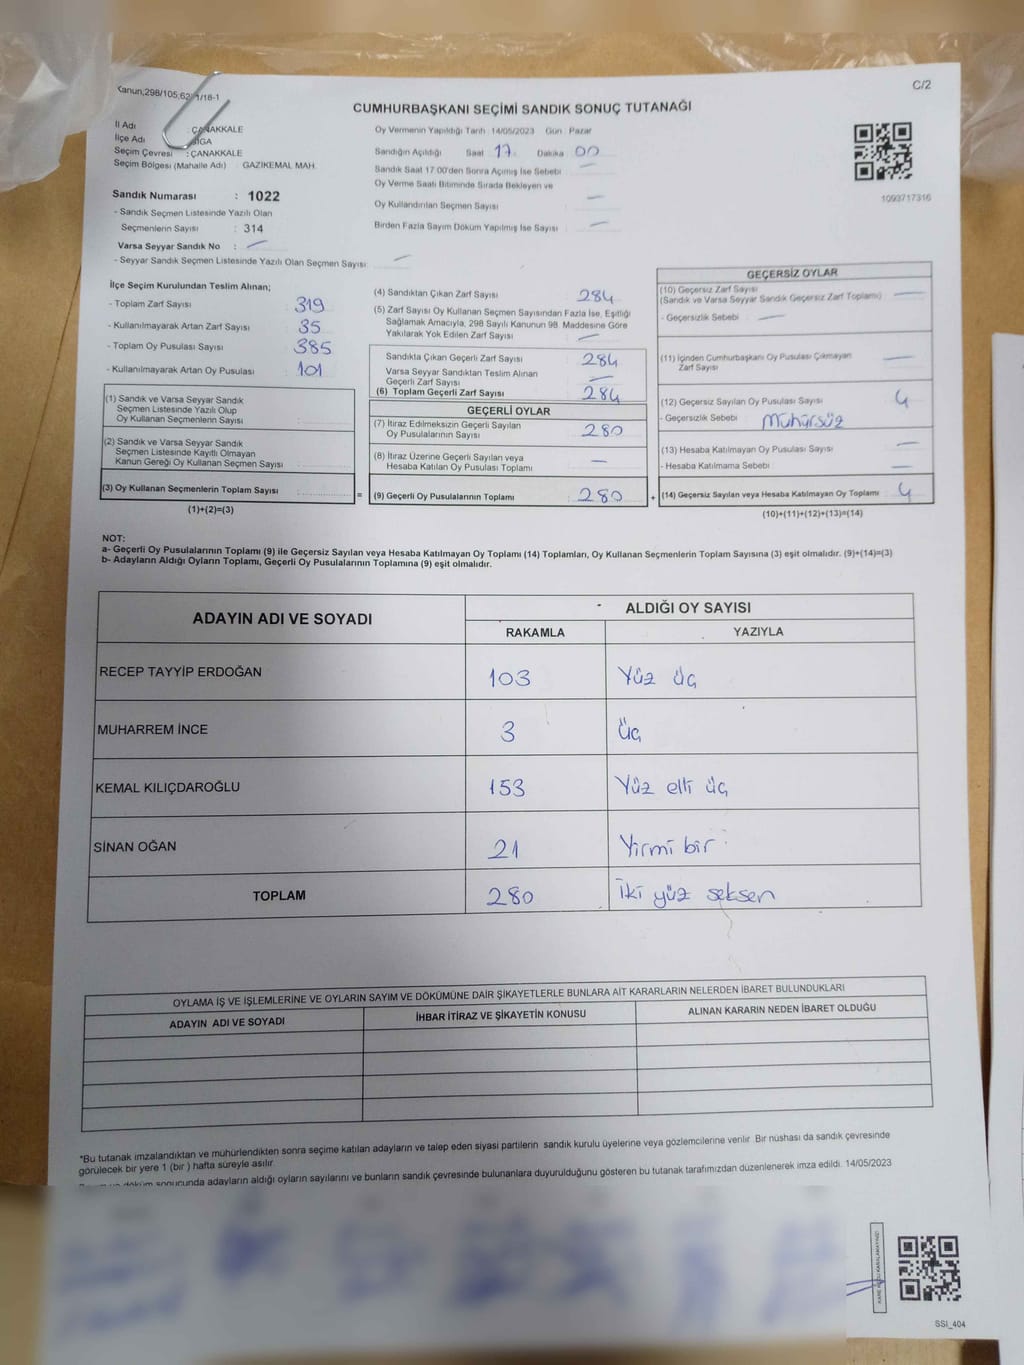 CUMHURBAŞKANI SEÇİMİ SANDIK SONUÇ TUTANAĞI
C/2
İl Adı : ÇANAKKALE
İlçe Adı
Seçim Çevresi : ÇANAKKALE
Seçim Bölgesi (Mahalle Adı) GAZİKEMAL MAH.
Oy Vermenin Yapıldığı Tarih 14/05/2023 Gün Pazar
Sandığın Açıldığı Saat 17 Dakika 00
Sandık Saat 17 00'den Sonra Açmış İse Sebebi —
Oy Verme Saati Bitiminde Sırada Bekleyen ve
Oy Kullandırılan Seçmen Sayısı —
Birden Fazla Sayım Döküm Yapılmış İse Sayısı —
1093717316
Sandık Numarası : 1022
- Sandık Seçmen Listesinde Yazılı Olan
Seçmenlerin Sayısı : 314
Varsa Seyyar Sandık No : —
- Seyyar Sandık Seçmen Listesinde Yazılı Olan Seçmen Sayısı: —
İlçe Seçim Kurulundan Teslim Alınan;
- Toplam Zarf Sayısı 319
- Kullanılmayarak Artan Zarf Sayısı 35
- Toplam Oy Pusulası Sayısı 385
- Kullanılmayarak Artan Oy Pusulası 101
(1) Sandık ve Varsa Seyyar Sandık
Seçmen Listesinde Yazılı Olup
Oy Kullanan Seçmenlerin Sayısı :
(2) Sandık ve Varsa Seyyar Sandık
Seçmen Listesinde Kayıtlı Olmayan
Kanun Gereği Oy Kullanan Seçmen Sayısı :
(3) Oy Kullanan Seçmenlerin Toplam Sayısı : =
(1)+(2)=(3)
(4) Sandıktan Çıkan Zarf Sayısı 284
(5) Zarf Sayısı Oy Kullanan Seçmen Sayısından Fazla İse, Eşitliği
Sağlamak Amacıyla, 298 Sayılı Kanunun 98. Maddesine Göre
Yakılarak Yok Edilen Zarf Sayısı —
Sandıkta Çıkan Geçerli Zarf Sayısı 284
Varsa Seyyar Sandıktan Teslim Alınan
Geçerli Zarf Sayısı —
(6) Toplam Geçerli Zarf Sayısı 284
GEÇERLİ OYLAR
(7) İtiraz Edilmeksizin Geçerli Sayılan
Oy Pusulalarının Sayısı 280
(8) İtiraz Üzerine Geçerli Sayılan veya
Hesaba Katılan Oy Pusulası Toplamı —
(9) Geçerli Oy Pusulalarının Toplamı 280 +
GEÇERSİZ OYLAR
(10) Geçersiz Zarf Sayısı
(Sandık ve Varsa Seyyar Sandık Geçersiz Zarf Toplamı) —
- Geçersizlik Sebebi : —
(11) İçinden Cumhurbaşkanı Oy Pusulası Çıkmayan
Zarf Sayısı —
(12) Geçersiz Sayılan Oy Pusulası Sayısı 4
- Geçersizlik Sebebi : Mühürsüz
(13) Hesaba Katılmayan Oy Pusulası Sayısı —
- Hesaba Katılmama Sebebi : —
(14) Geçersiz Sayılan veya Hesaba Katılmayan Oy Toplamı 4
(10)+(11)+(12)+(13)=(14)
NOT:
a- Geçerli Oy Pusulalarının Toplamı (9) ile Geçersiz Sayılan veya Hesaba Katılmayan Oy Toplamı (14) Toplamları, Oy Kullanan Seçmenlerin Toplam Sayısına (3) eşit olmalıdır. (9)+(14)=(3)
b- Adayların Aldığı Oyların Toplamı, Geçerli Oy Pusulalarının Toplamına (9) eşit olmalıdır.
ADAYIN ADI VE SOYADI
ALDIĞI OY SAYISI
RAKAMLA YAZIYLA
RECEP TAYYİP ERDOĞAN 103 Yüz üç
MUHARREM İNCE 3 Üç
KEMAL KILIÇDAROĞLU 153 Yüz elli üç
SİNAN OĞAN 21 Yirmi bir
TOPLAM 280 İki yüz seksen
OYLAMA İŞ VE İŞLEMLERİNE VE OYLARIN SAYIM VE DÖKÜMÜNE DAİR ŞİKAYETLERLE BUNLARA AİT KARARLARIN NELERDEN İBARET BULUNDUKLARI
ADAYIN ADI VE SOYADI İHBAR İTİRAZ VE ŞİKAYETİN KONUSU ALINAN KARARIN NEDEN İBARET OLDUĞU
*Bu tutanak imzalandıktan ve mühürlendikten sonra seçime katılan adayların ve talep eden siyasi partilerin sandık kurulu üyelerine veya gözlemcilerine verilir. Bir nüshası da sandık çevresinde
görülecek bir yere 1 (bir ) hafta süreyle asılır
döküm sonucunda adayların aldığı oyların sayılarını ve bunların sandık çevresinde bulunanlara duyurulduğunu gösteren bu tutanak tarafımızdan düzenlenerek imza edildi. 14/05/2023
SSI_404